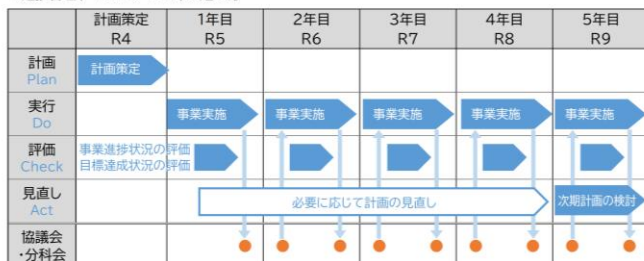 計画策定 1年目 2年目 3年目 4年目 5年目
R4 R5 R6 R7 R8 R9
計画
Plan
計画策定
実行
Do
事業実施 事業実施 事業実施 事業実施 事業実施
評価
Check
事業進捗状況の評価
目標達成状況の評価
見直し
Act
必要に応じて計画の見直し
次期計画の検討
協議会
・分科会